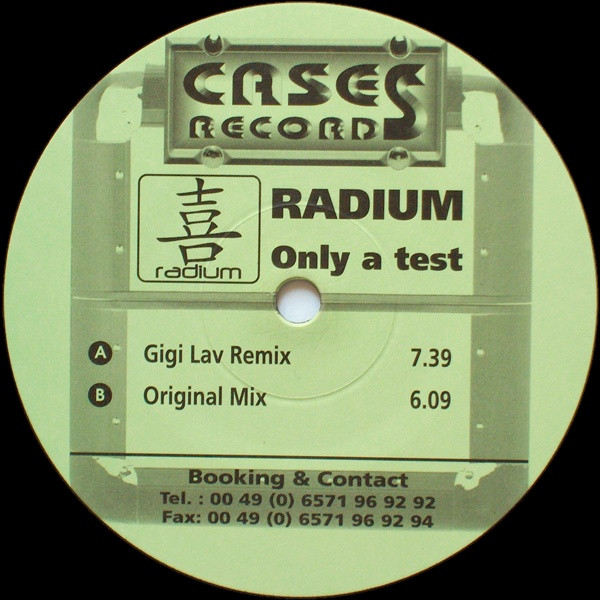 CASES
RECORD
喜
radium
RADIUM
Only a test
A Gigi Lav Remix 7.39
B Original Mix 6.09
Booking & Contact
Tel. : 00 49 (0) 6571 96 92 92
Fax: 00 49 (0) 6571 96 92 94